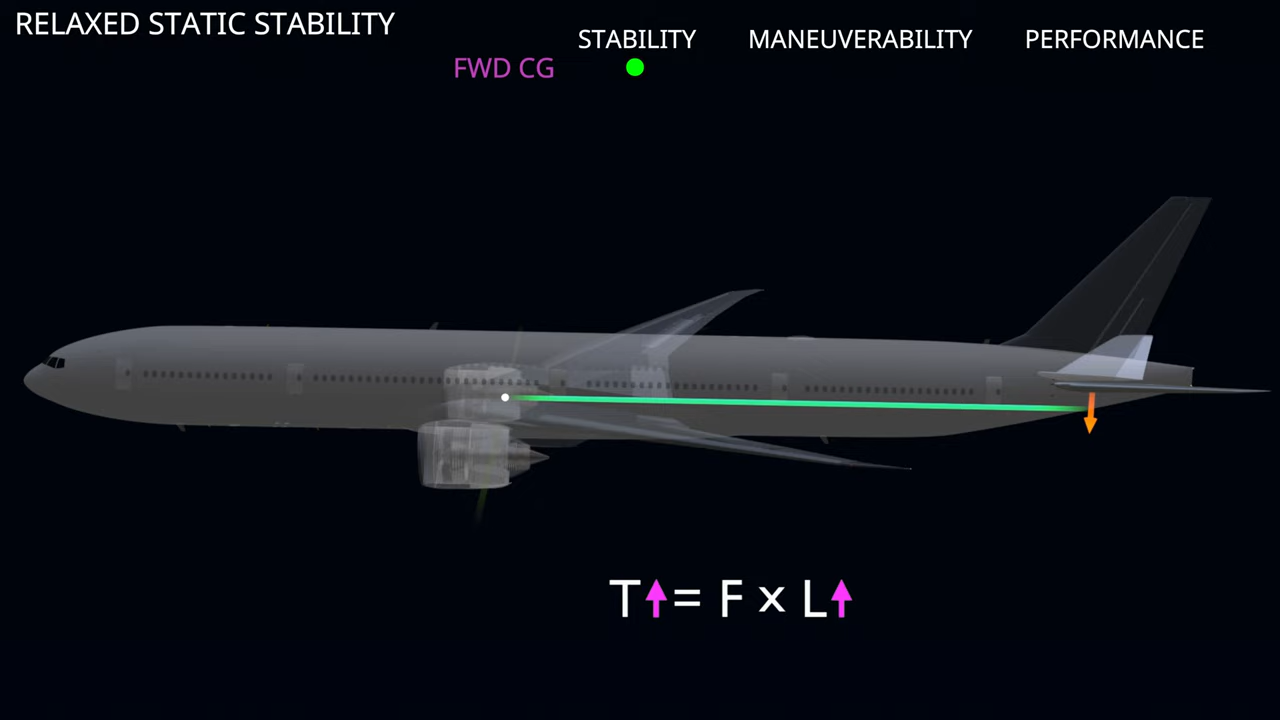 RELAXED STATIC STABILITY
STABILITY MANEUVERABILITY PERFORMANCE
FWD CG
T↑= F x L↑